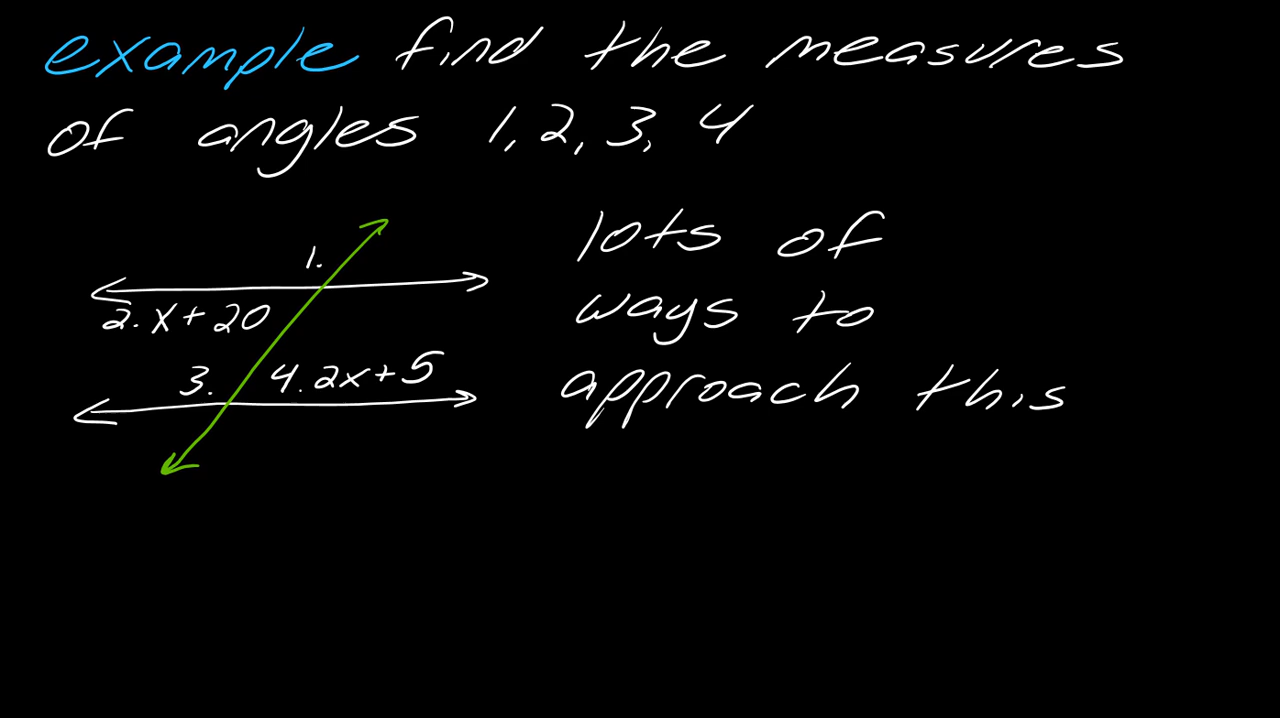 example find the measures
of angles 1, 2, 3, 4
lots of
ways to
approach this
1.
2. x + 20
3. 4. 2x + 5